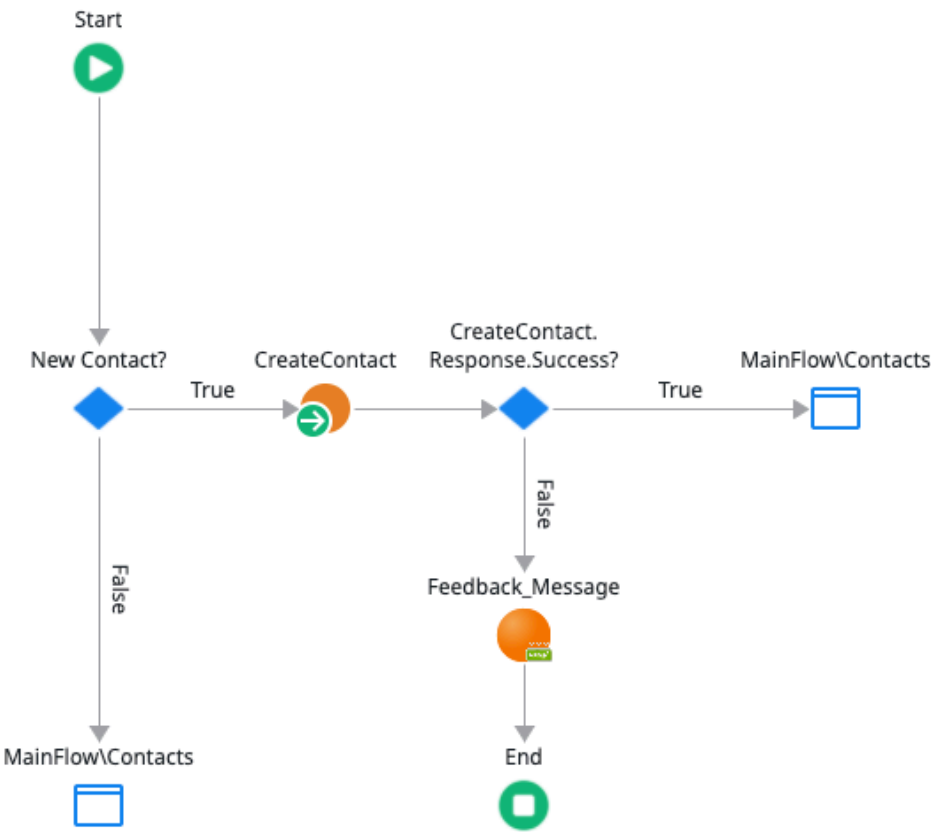 Start
New Contact?
True
CreateContact
CreateContact.
Response.Success?
True
MainFlow\Contacts
False
False
Feedback_Message
MainFlow\Contacts
End